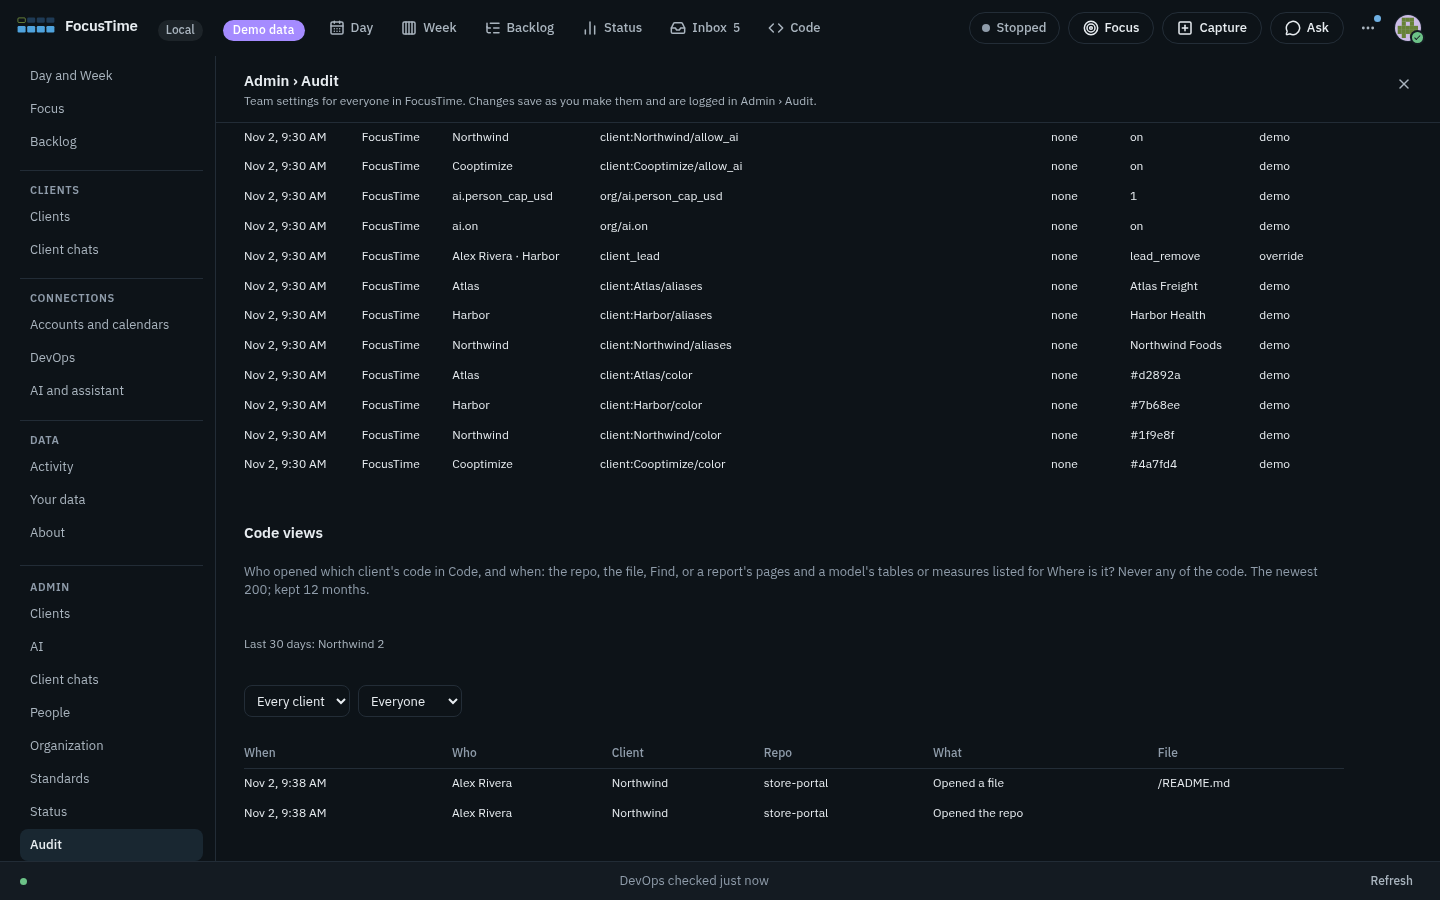 FocusTime
Local
Demo data
Day
Week
Backlog
Status
Inbox 5
Code
Stopped
Focus
Capture
Ask
Day and Week
Focus
Backlog
CLIENTS
Clients
Client chats
CONNECTIONS
Accounts and calendars
DevOps
AI and assistant
DATA
Activity
Your data
About
ADMIN
Clients
AI
Client chats
People
Organization
Standards
Status
Audit
Admin › Audit
Team settings for everyone in FocusTime. Changes save as you make them and are logged in Admin › Audit.
Nov 2, 9:30 AM FocusTime Northwind client:Northwind/allow_ai none on demo
Nov 2, 9:30 AM FocusTime Cooptimize client:Cooptimize/allow_ai none on demo
Nov 2, 9:30 AM FocusTime ai.person_cap_usd org/ai.person_cap_usd none 1 demo
Nov 2, 9:30 AM FocusTime ai.on org/ai.on none on demo
Nov 2, 9:30 AM FocusTime Alex Rivera · Harbor client_lead none lead_remove override
Nov 2, 9:30 AM FocusTime Atlas client:Atlas/aliases none Atlas Freight demo
Nov 2, 9:30 AM FocusTime Harbor client:Harbor/aliases none Harbor Health demo
Nov 2, 9:30 AM FocusTime Northwind client:Northwind/aliases none Northwind Foods demo
Nov 2, 9:30 AM FocusTime Atlas client:Atlas/color none #d2892a demo
Nov 2, 9:30 AM FocusTime Harbor client:Harbor/color none #7b68ee demo
Nov 2, 9:30 AM FocusTime Northwind client:Northwind/color none #1f9e8f demo
Nov 2, 9:30 AM FocusTime Cooptimize client:Cooptimize/color none #4a7fd4 demo
Code views
Who opened which client's code in Code, and when: the repo, the file, Find, or a report's pages and a model's tables or measures listed for Where is it? Never any of the code. The newest
200; kept 12 months.
Last 30 days: Northwind 2
Every client
Everyone
When Who Client Repo What File
Nov 2, 9:38 AM Alex Rivera Northwind store-portal Opened a file /README.md
Nov 2, 9:38 AM Alex Rivera Northwind store-portal Opened the repo
DevOps checked just now
Refresh